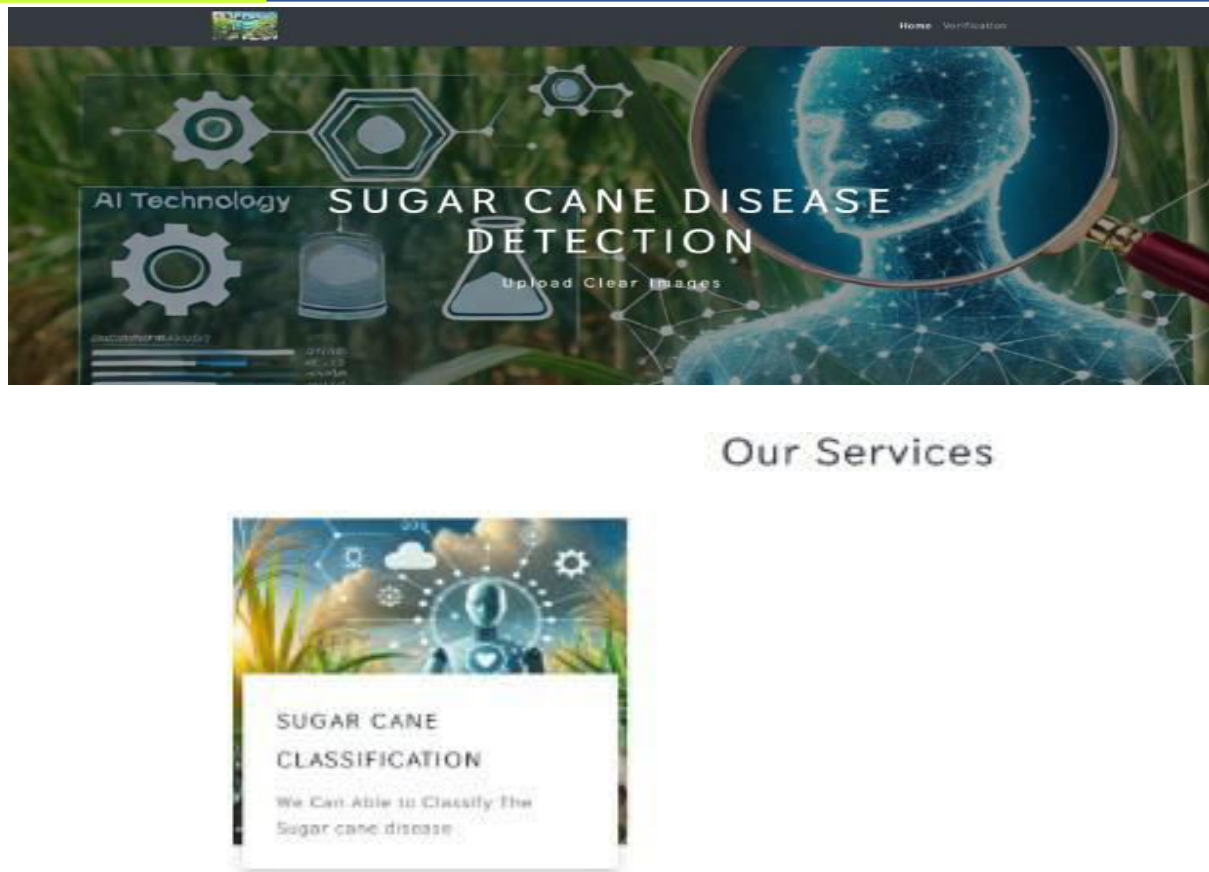 Home Verification
AI Technology
SUGAR CANE DISEASE
DETECTION
Upload Clear Images
Our Services
SUGAR CANE
CLASSIFICATION
We Can Able to Classify The
Sugar cane disease